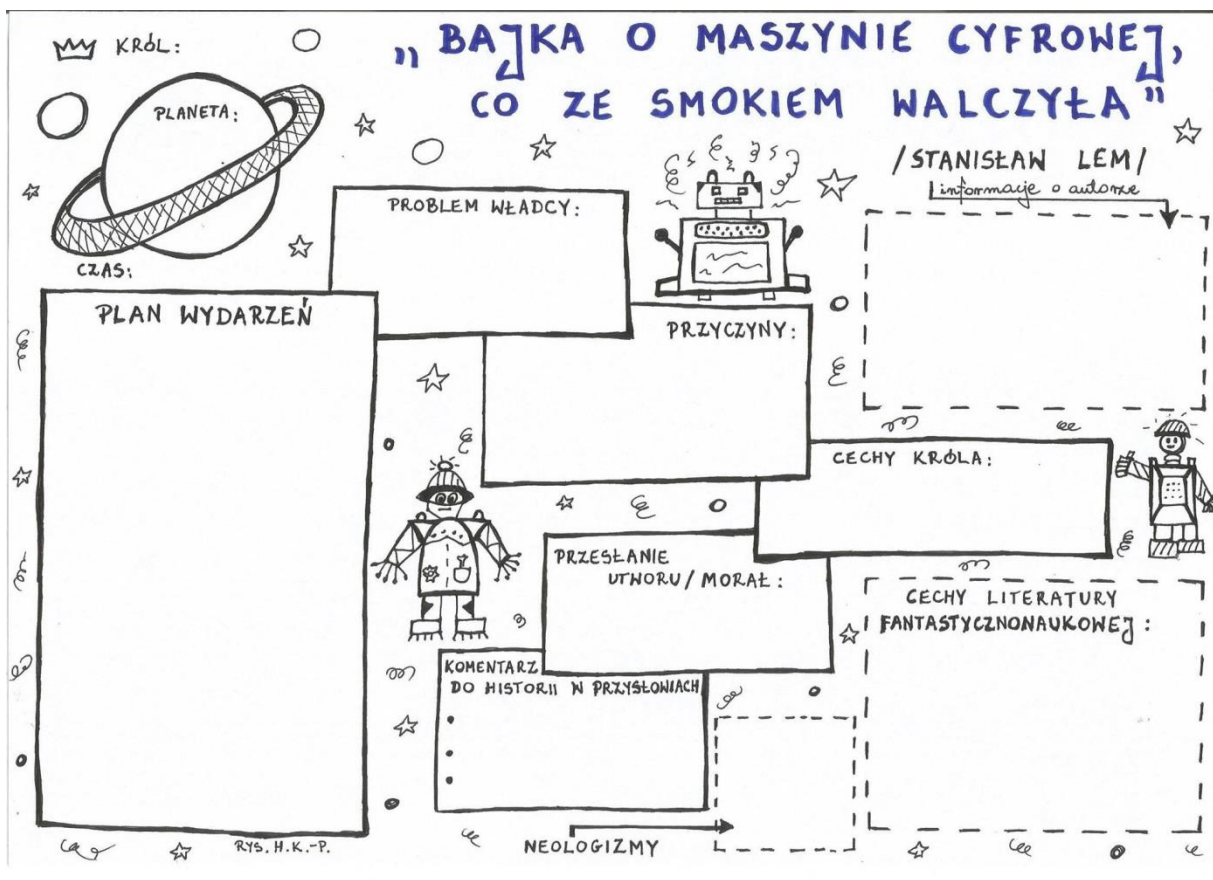 „BAJKA O MASZYNIE CYFROWEJ,
CO ZE SMOKIEM WALCZYŁA”
/STANISŁAW LEM/
informacje o autorze
KRÓL:
PLANETA:
CZAS:
PROBLEM WŁADCY:
PLAN WYDARZEŃ
PRZYCZYNY:
CECHY KRÓLA:
PRZESŁANIE
UTWORU/MORAŁ:
CECHY LITERATURY
FANTASTYCZNONAUKOWEJ:
KOMENTARZ
DO HISTORII W PRZYSŁOWIACH
NEOLOGIZMY
RYS. H.K.-P.